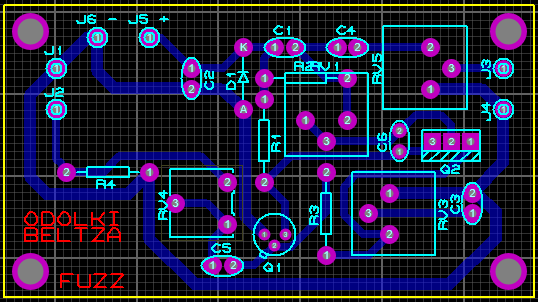 J6 - J5 +
C1 C4
J1
K
RV5
J3
R2 RV1
C2
D1
J2
A
J4
R1
C6
Q2
R4
RV4
R3
RV3
C3
ODOLKI
BELTZA
C5
Q1
FUZZ